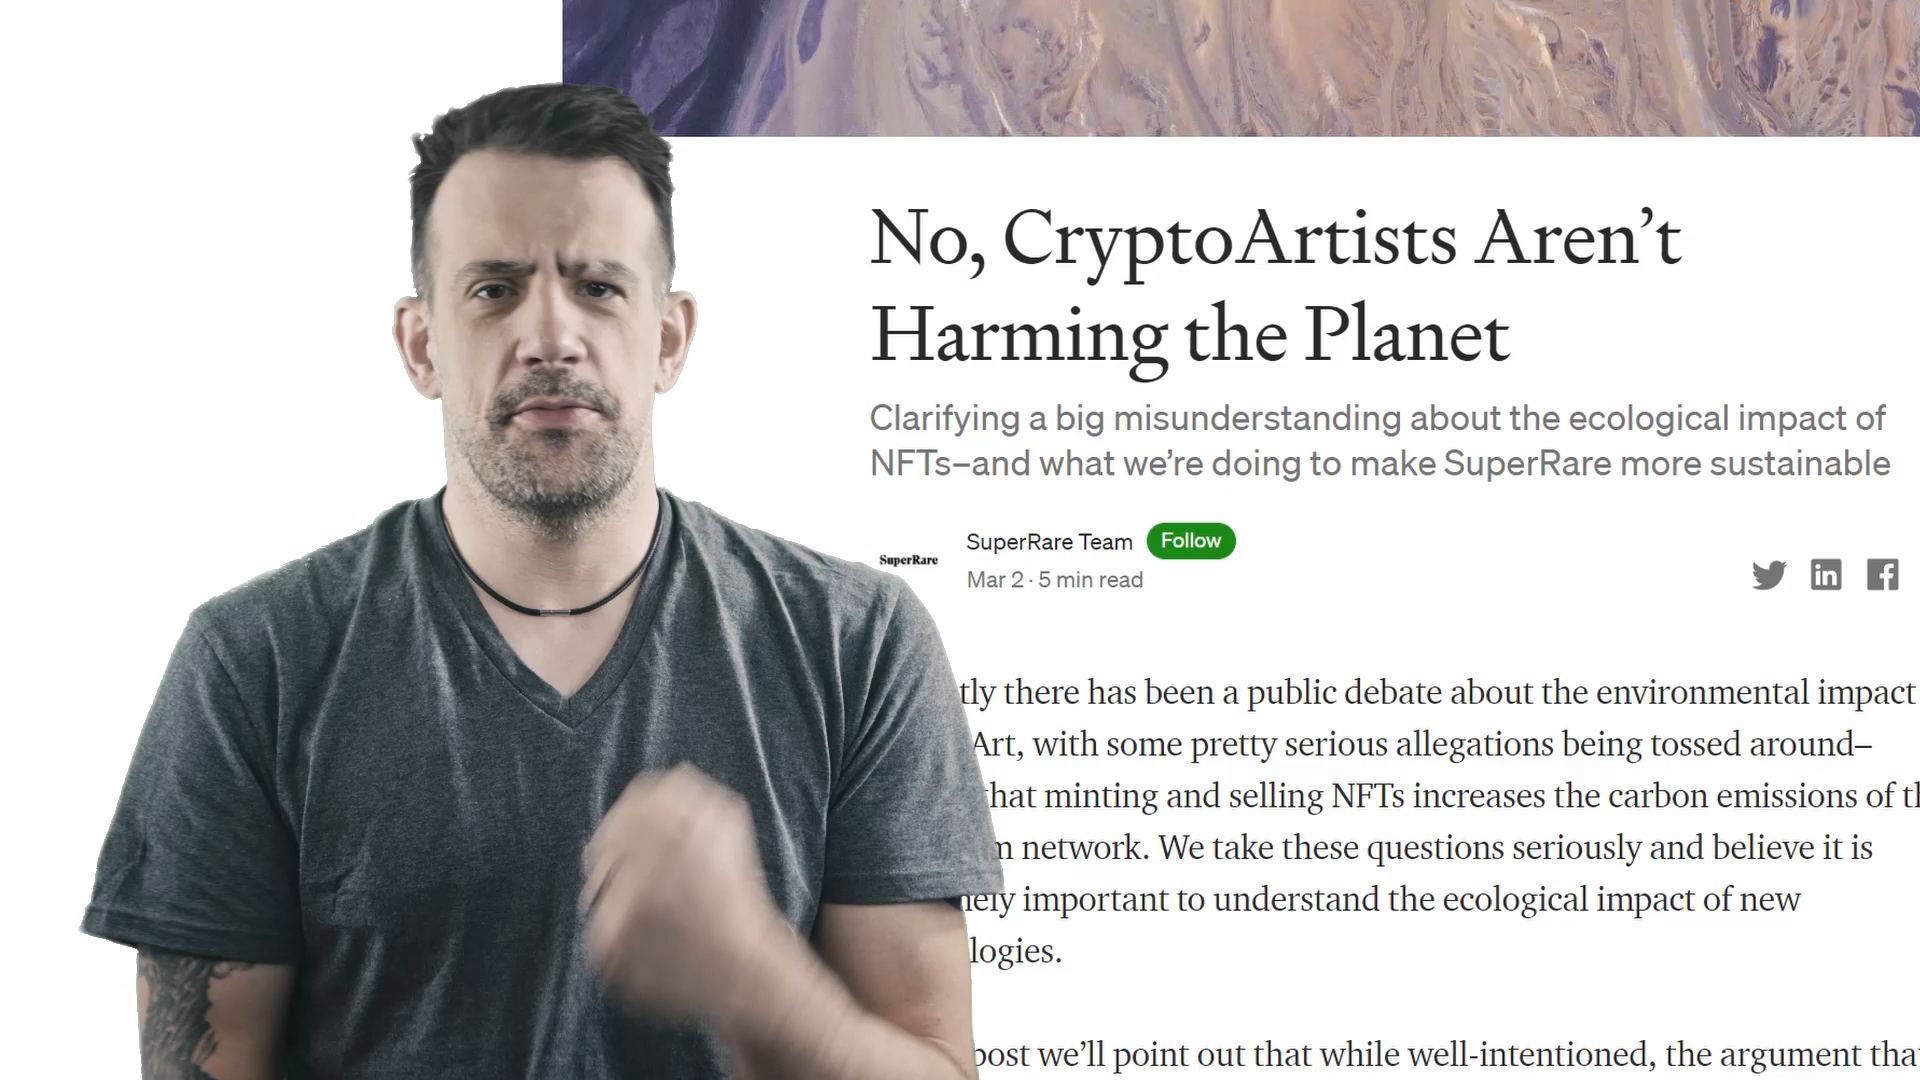 No, CryptoArtists Aren’t
Harming the Planet
Clarifying a big misunderstanding about the ecological impact of
NFTs–and what we’re doing to make SuperRare more sustainable
SuperRare
SuperRare Team Follow
Mar 2 · 5 min read
there has been a public debate about the environmental impact
Art, with some pretty serious allegations being tossed around–
that minting and selling NFTs increases the carbon emissions of
network. We take these questions seriously and believe it is
important to understand the ecological impact of new
post we’ll point out that while well-intentioned, the argument